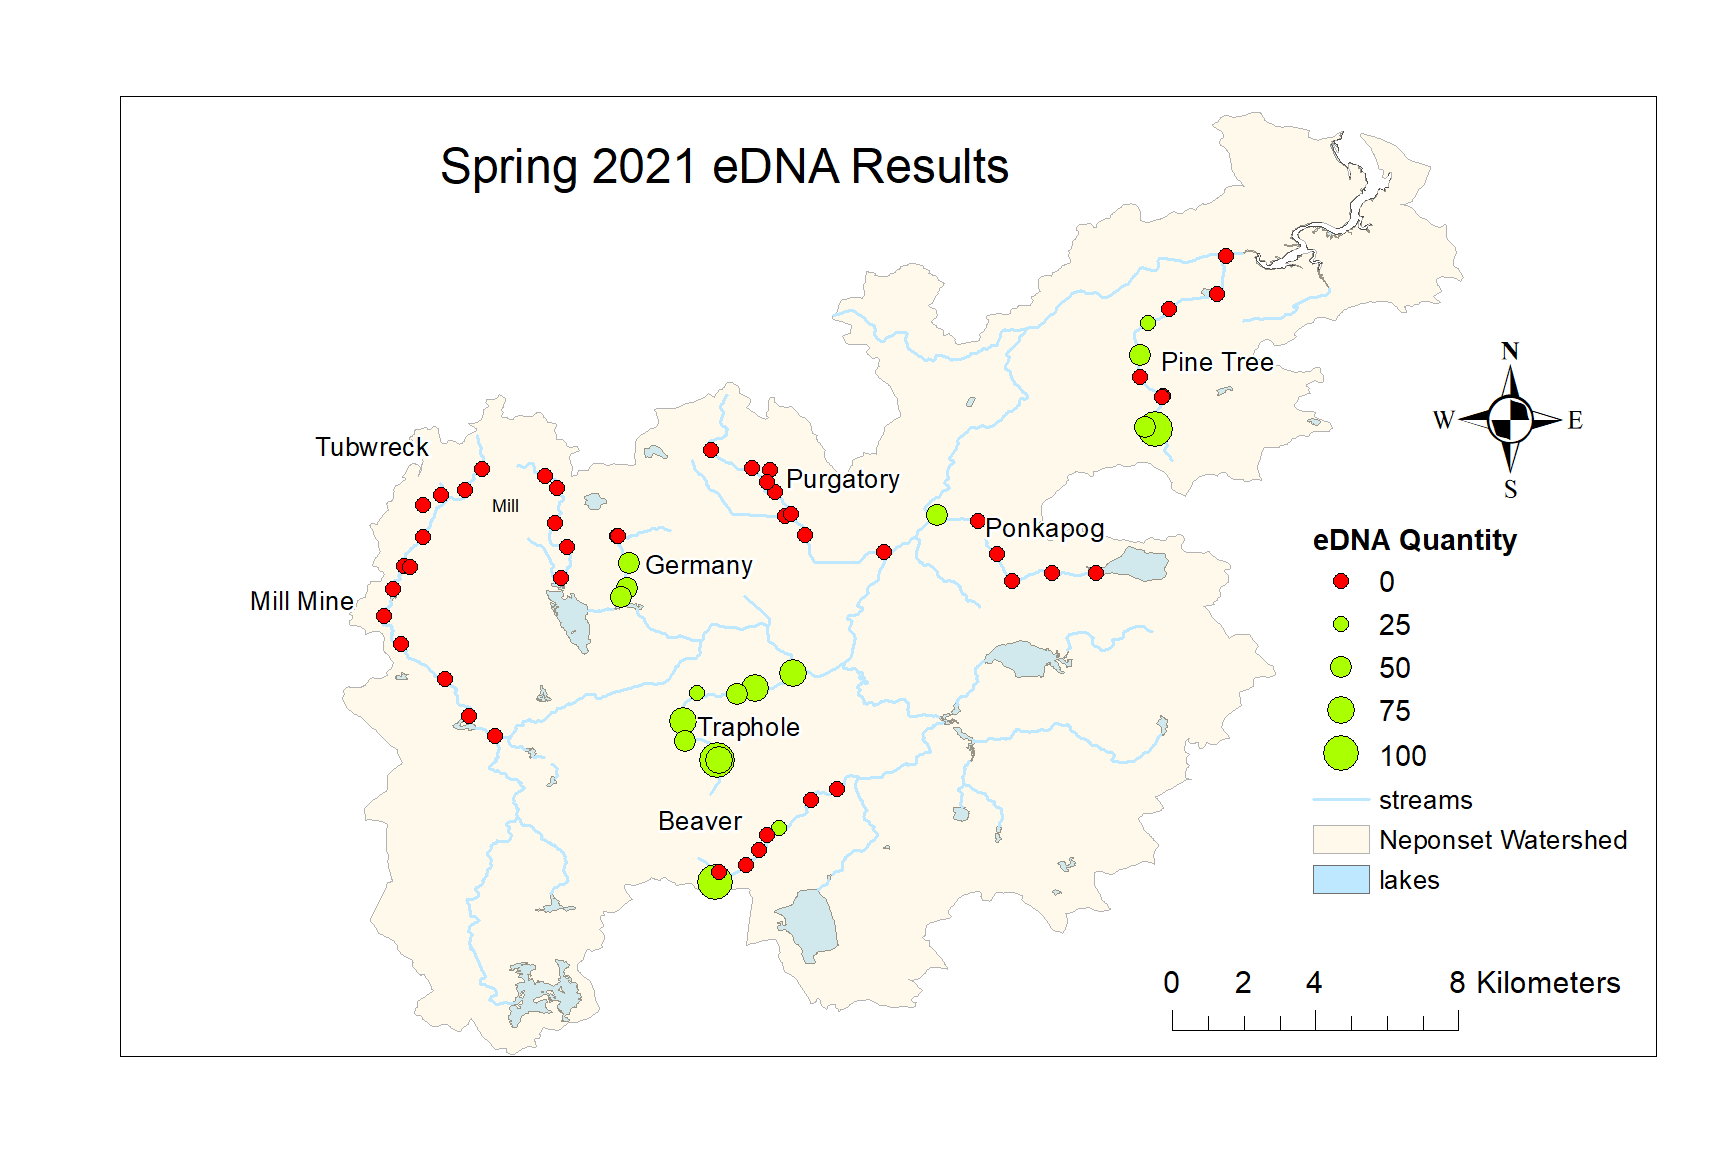 Spring 2021 eDNA Results
Pine Tree
Tubwreck
Mill
Purgatory
Ponkapog
Germany
Mill Mine
Traphole
Beaver
N
W
E
S
eDNA Quantity
0
25
50
75
100
streams
Neponset Watershed
lakes
0 2 4 8 Kilometers